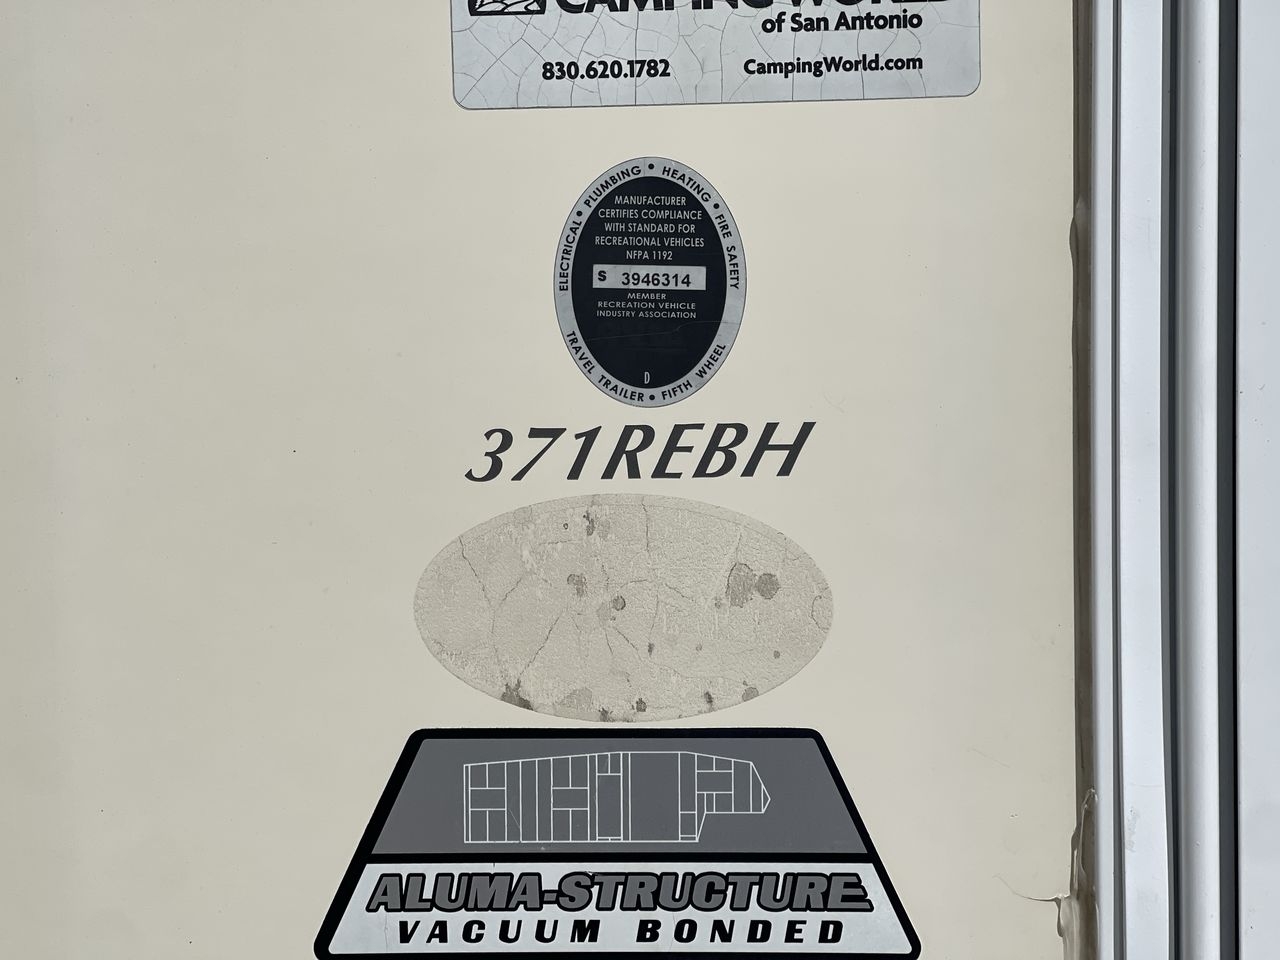 CAMPING WORLD
of San Antonio
830.620.1782 CampingWorld.com
ELECTRICAL • PLUMBING • HEATING • FIRE SAFETY
MANUFACTURER
CERTIFIES COMPLIANCE
WITH STANDARD FOR
RECREATIONAL VEHICLES
NFPA 1192
S 3946314
MEMBER
RECREATION VEHICLE
INDUSTRY ASSOCIATION
D
TRAVEL TRAILER • FIFTH WHEEL
371REBH
ALUMA-STRUCTURE
VACUUM BONDED